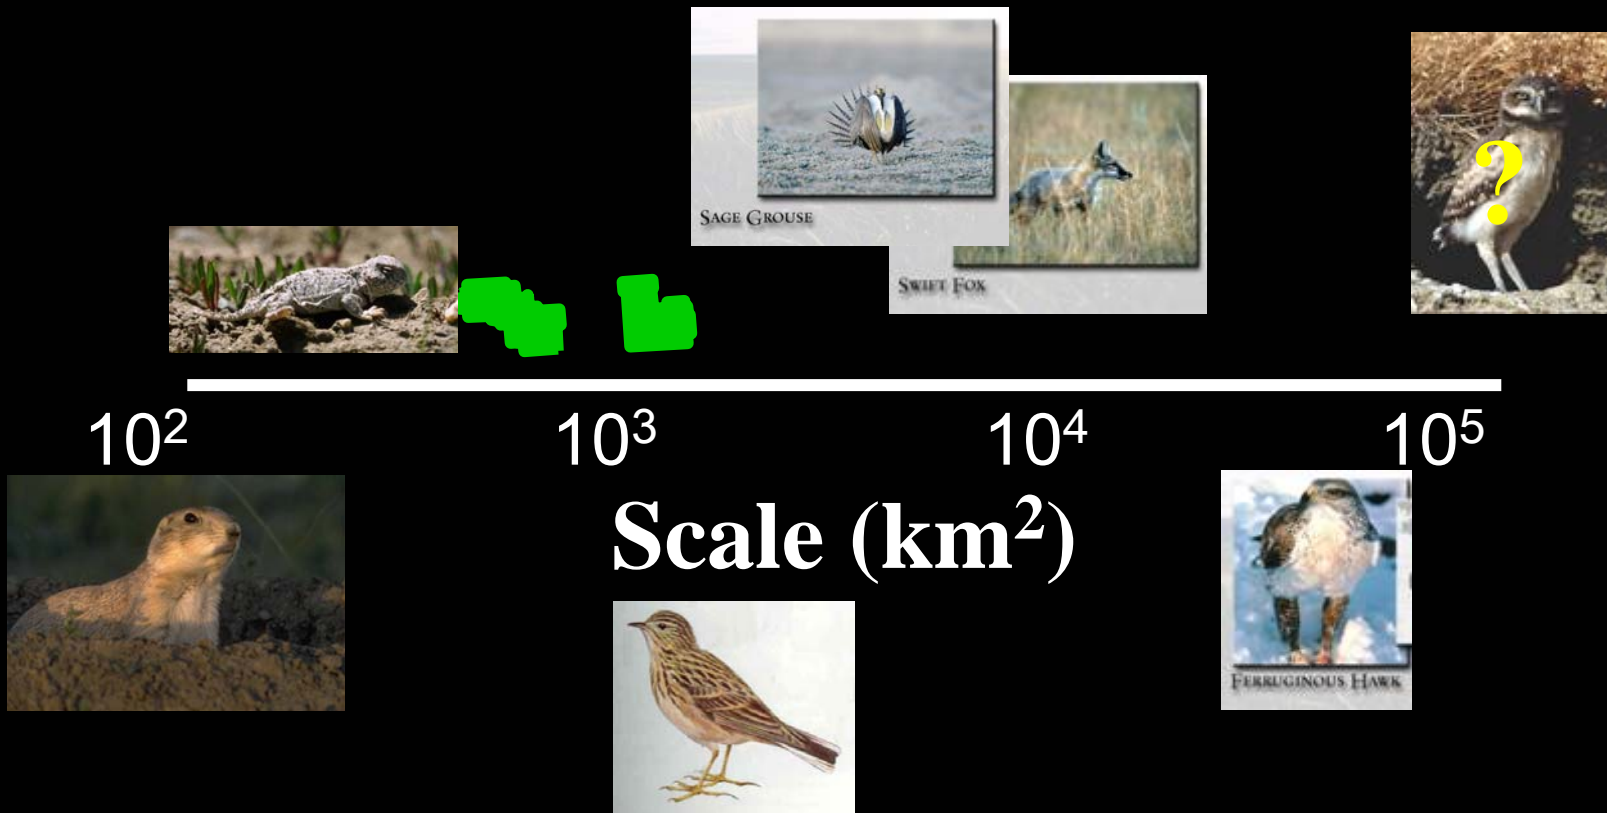 SAGE GROUSE
SWIFT FOX
?
10² 10³ 10⁴ 10⁵
Scale (km²)
FERRUGINOUS HAWK